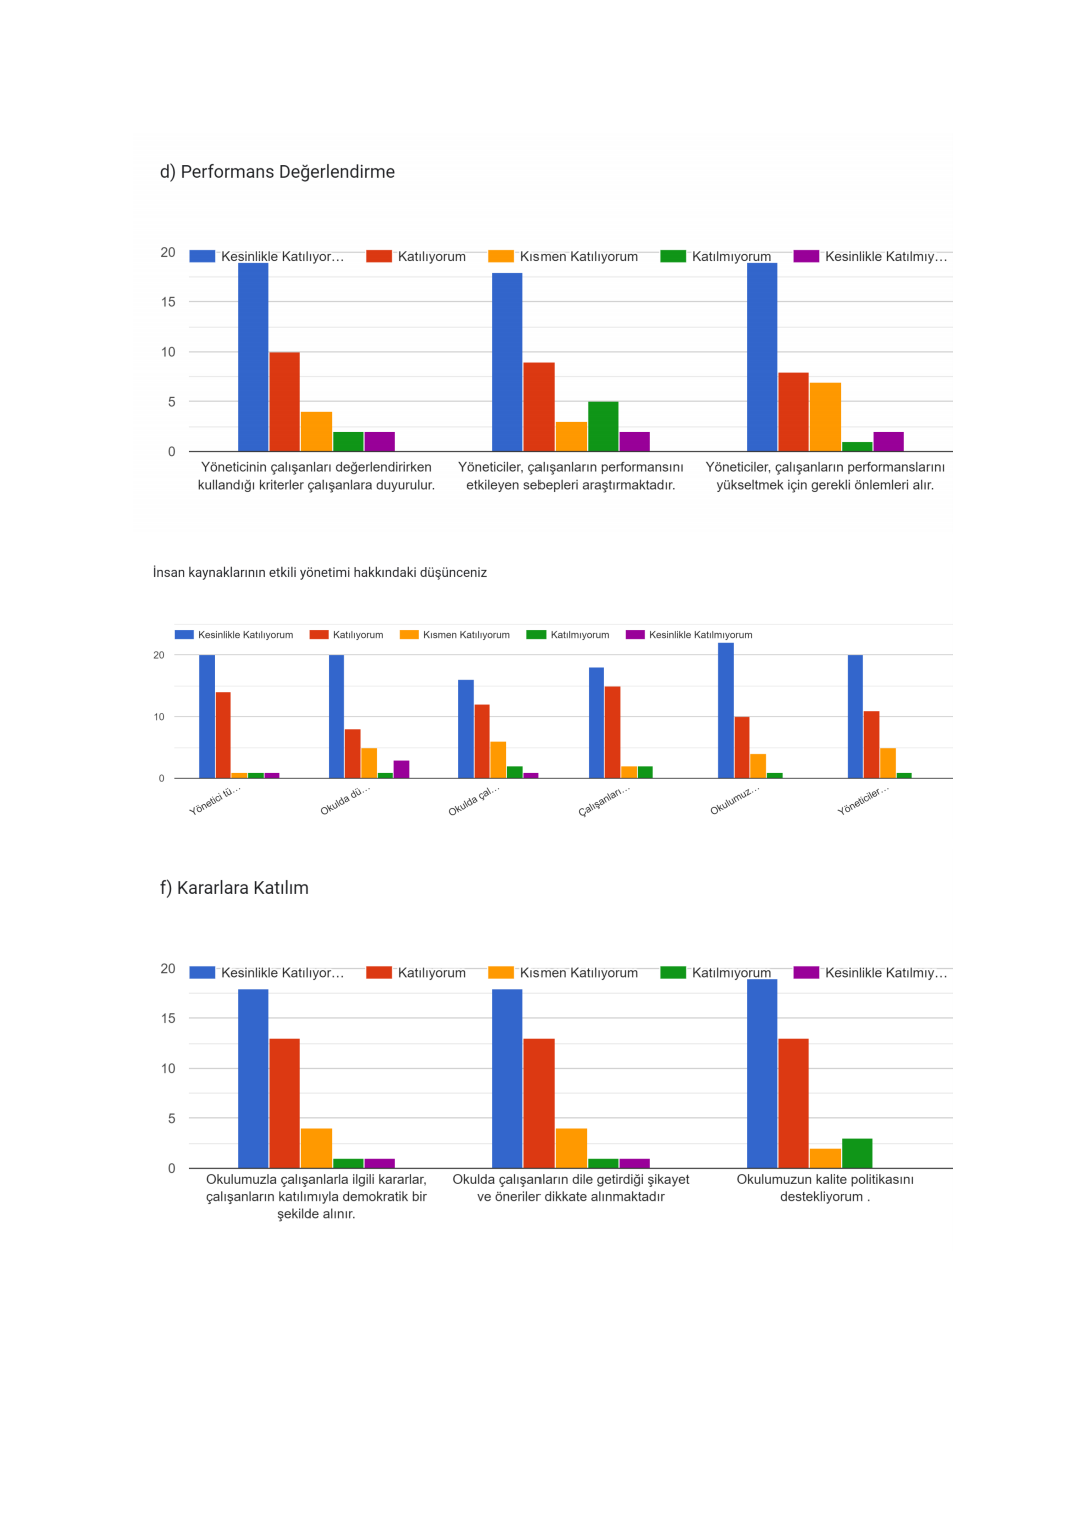 d) Performans Değerlendirme
20
Kesinlikle Katılıyor… Katılıyorum Kısmen Katılıyorum Katılmıyorum Kesinlikle Katılmıy…
15
10
5
0
Yöneticinin çalışanları değerlendirirken
kullandığı kriterler çalışanlara duyurulur.
Yöneticiler, çalışanların performansını
etkileyen sebepleri araştırmaktadır.
Yöneticiler, çalışanların performanslarını
yükseltmek için gerekli önlemleri alır.
İnsan kaynaklarının etkili yönetimi hakkındaki düşünceniz
Kesinlikle Katılıyorum Katılıyorum Kısmen Katılıyorum Katılmıyorum Kesinlikle Katılmıyorum
20
10
0
Yönetici tü…
Okulda dü…
Okulda çal…
Çalışanları…
Okulumuz…
Yöneticiler…
f) Kararlara Katılım
20
Kesinlikle Katılıyor… Katılıyorum Kısmen Katılıyorum Katılmıyorum Kesinlikle Katılmıy…
15
10
5
0
Okulumuzla çalışanlarla ilgili kararlar,
çalışanların katılımıyla demokratik bir
şekilde alınır.
Okulda çalışanların dile getirdiği şikayet
ve öneriler dikkate alınmaktadır
Okulumuzun kalite politikasını
destekliyorum .